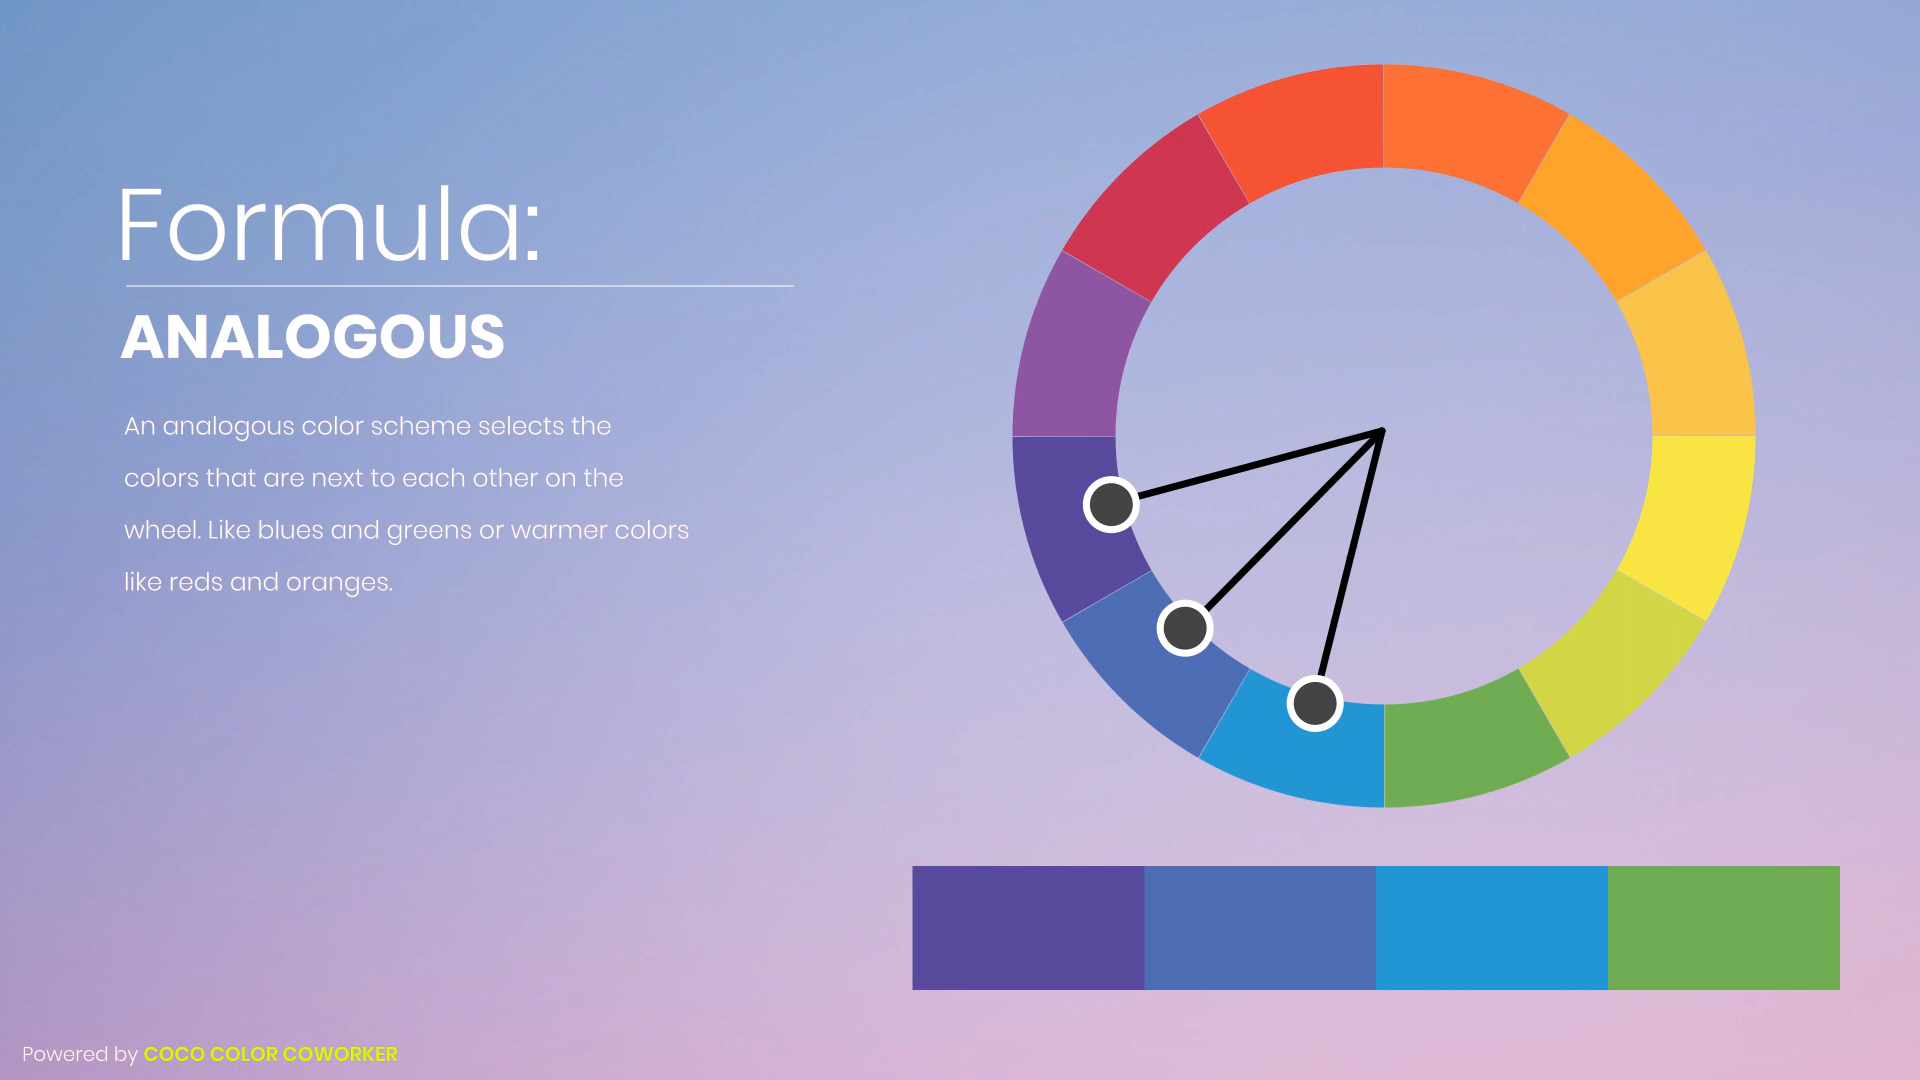 Formula:
ANALOGOUS
An analogous color scheme selects the
colors that are next to each other on the
wheel. Like blues and greens or warmer colors
like reds and oranges.
Powered by COCO COLOR COWORKER